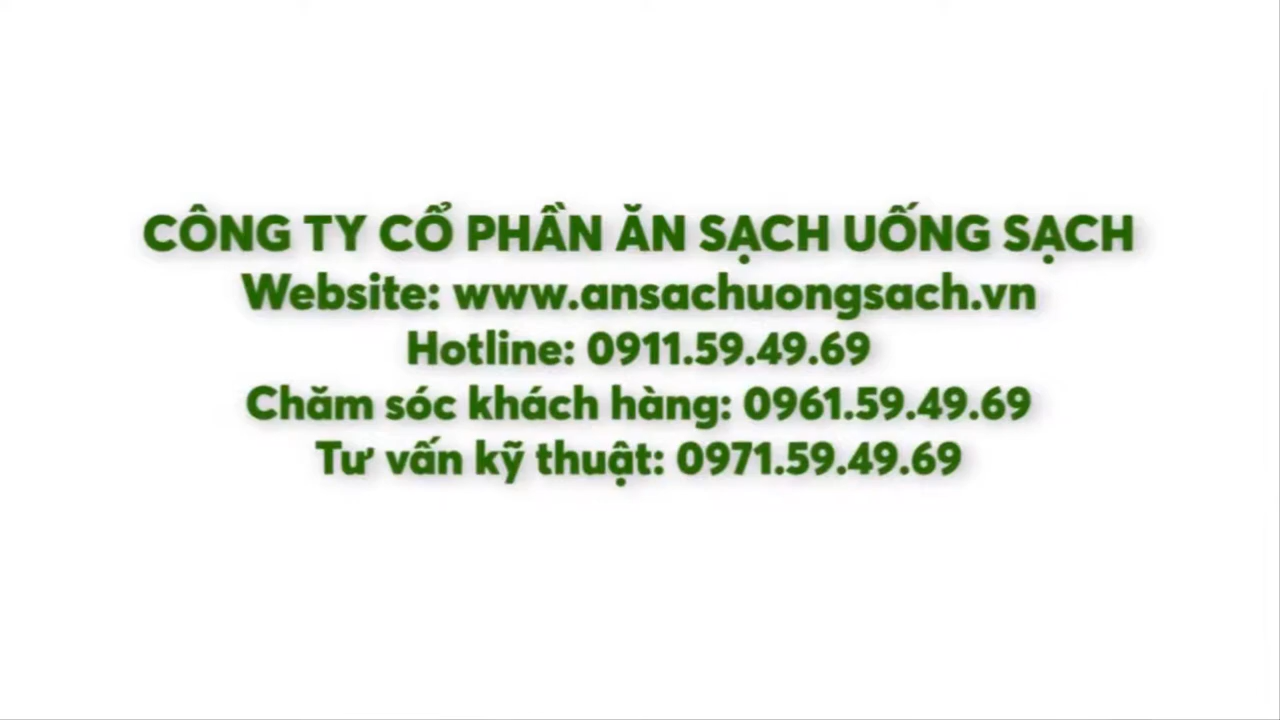 CÔNG TY CỔ PHẦN ĂN SẠCH UỐNG SẠCH
Website: www.ansachuongsach.vn
Hotline: 0911.59.49.69
Chăm sóc khách hàng: 0961.59.49.69
Tư vấn kỹ thuật: 0971.59.49.69